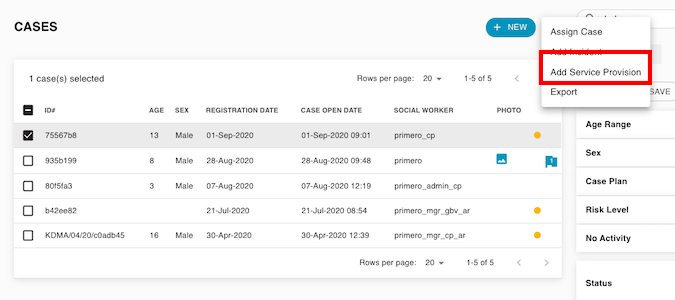 CASES
+ NEW
Assign Case
Add Incident
Add Service Provision
Export
SAVE
1 case(s) selected
Rows per page: 20 1-5 of 5
ID# AGE SEX REGISTRATION DATE CASE OPEN DATE SOCIAL WORKER PHOTO
75567b8 13 Male 01-Sep-2020 01-Sep-2020 09:01 primero_cp
935b199 8 Male 28-Aug-2020 28-Aug-2020 09:48 primero 1
80f5fa3 3 Male 07-Aug-2020 07-Aug-2020 12:19 primero_admin_cp
b42ee82 21-Jul-2020 21-Jul-2020 08:54 primero_mgr_gbv_ar
KDMA/04/20/c0adb45 16 Male 30-Apr-2020 30-Apr-2020 12:39 primero_mgr_cp_ar
Rows per page: 20 1-5 of 5
Age Range
Sex
Case Plan
Risk Level
No Activity
Status